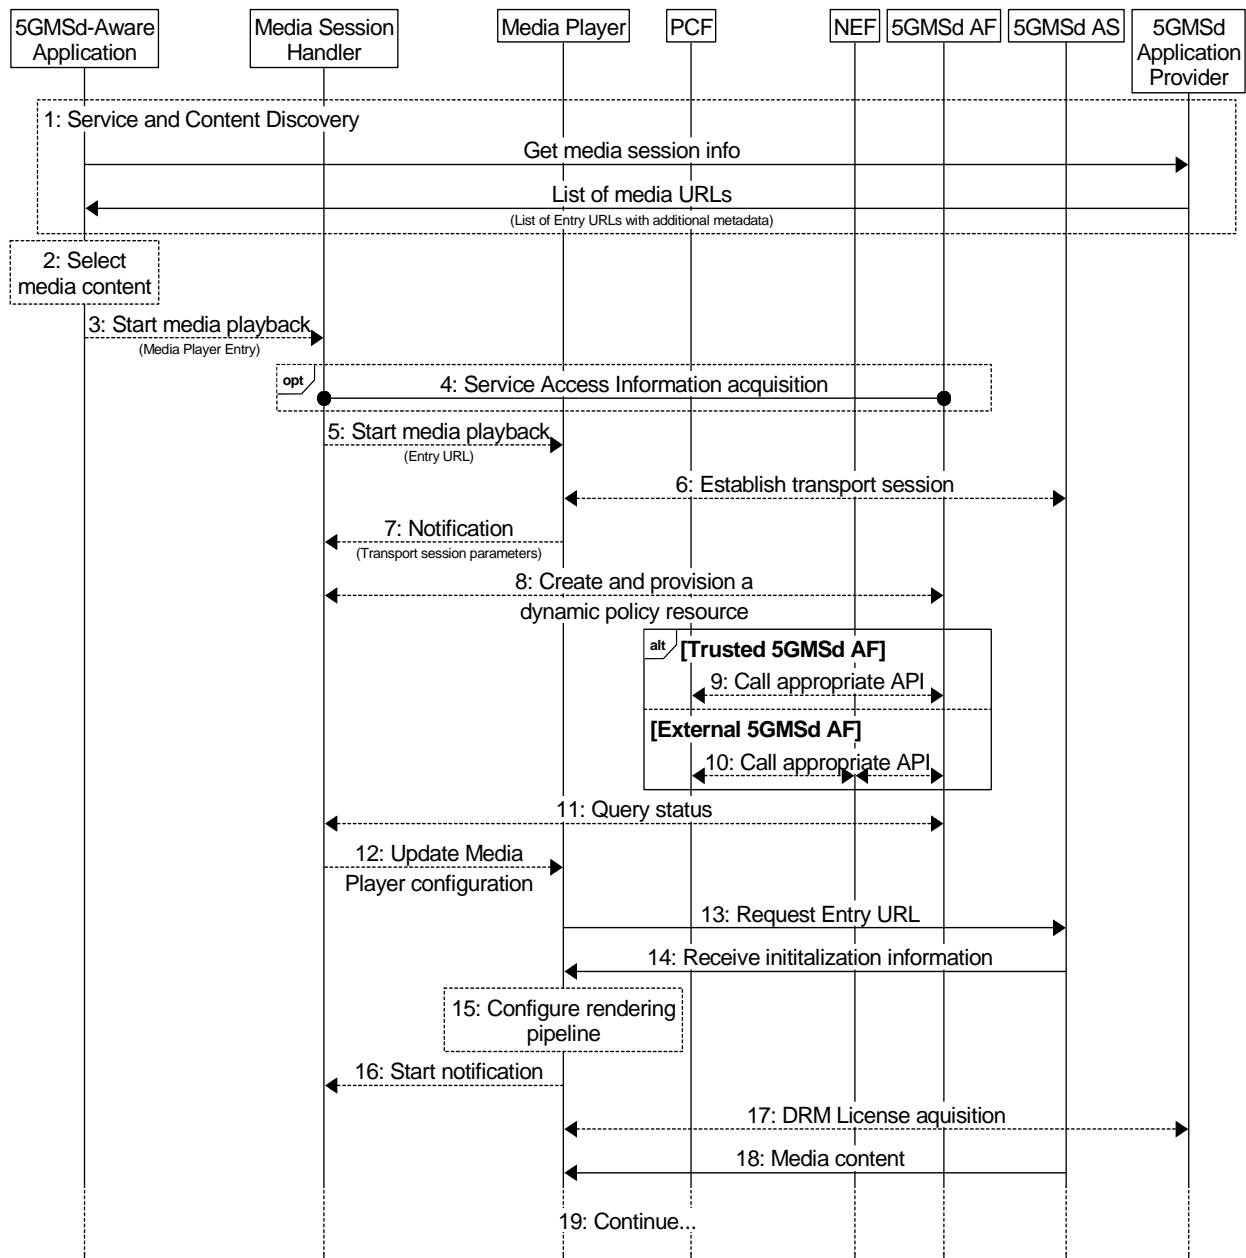 5GMSd-Aware
Application
Media Session
Handler
Media Player
PCF
NEF
5GMSd AF
5GMSd AS
5GMSd
Application
Provider
1: Service and Content Discovery
Get media session info
List of media URLs
(List of Entry URLs with additional metadata)
2: Select
media content
3: Start media playback
(Media Player Entry)
opt
4: Service Access Information acquisition
5: Start media playback
(Entry URL)
6: Establish transport session
7: Notification
(Transport session parameters)
8: Create and provision a
dynamic policy resource
alt
[Trusted 5GMSd AF]
9: Call appropriate API
[External 5GMSd AF]
10: Call appropriate API
11: Query status
12: Update Media
Player configuration
13: Request Entry URL
14: Receive inititalization information
15: Configure rendering
pipeline
16: Start notification
17: DRM License aquisition
18: Media content
19: Continue...